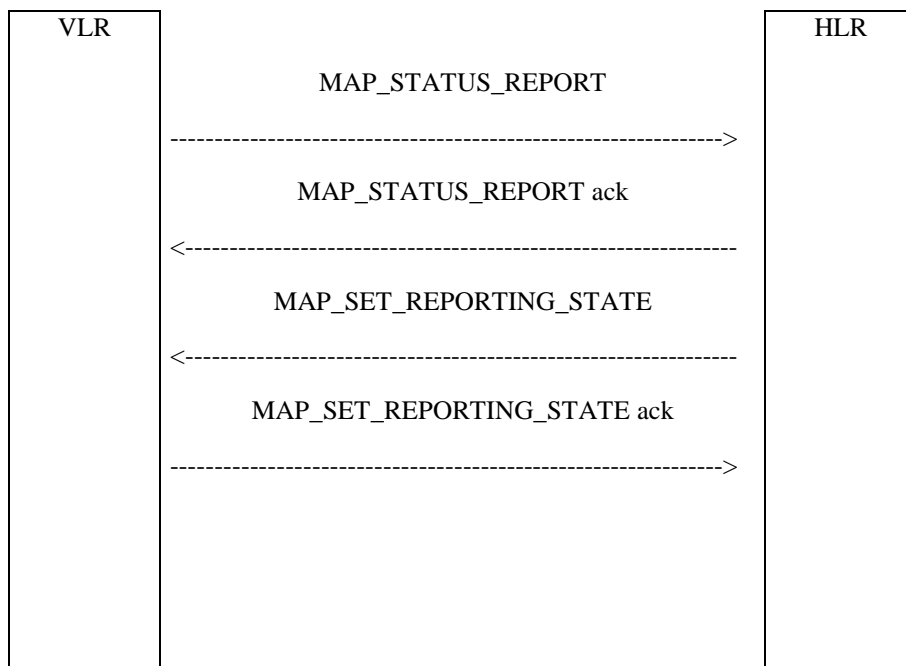 VLR HLR
MAP_STATUS_REPORT
------------------------------------------------------------->
MAP_STATUS_REPORT ack
<-------------------------------------------------------------
MAP_SET_REPORTING_STATE
<-------------------------------------------------------------
MAP_SET_REPORTING_STATE ack
------------------------------------------------------------->